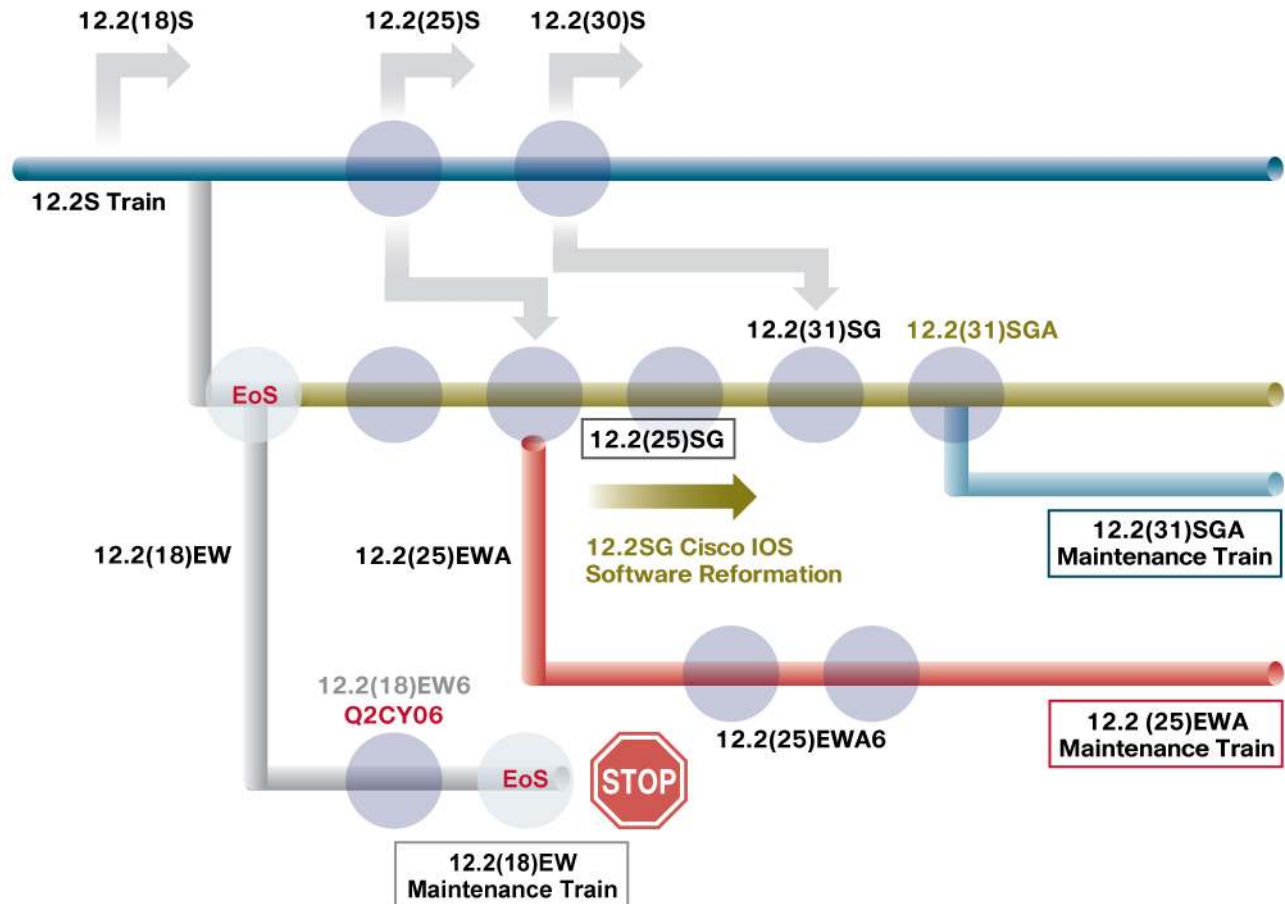 12.2(18)S
12.2(25)S
12.2(30)S
12.2S Train
12.2(31)SG
12.2(31)SGA
EoS
12.2(25)SG
12.2(18)EW
12.2(25)EWA
12.2SG Cisco IOS
Software Reformation
12.2(31)SGA
Maintenance Train
12.2(18)EW6
Q2CY06
12.2(25)EWA6
12.2 (25)EWA
Maintenance Train
EoS
STOP
12.2(18)EW
Maintenance Train